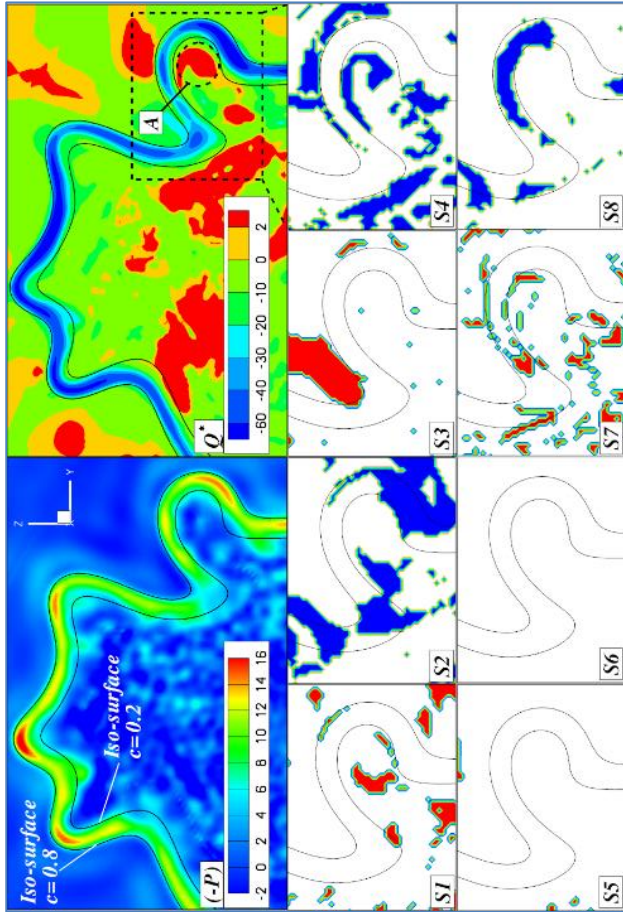 Iso-surface
c=0.8
Iso-surface
c=0.2
Z
Y
(-P)
-2 0 2 4 6 8 10 12 14 16
A
Q*
-60 -40 -30 -20 -10 0 2
S1
S2
S3
S4
S5
S6
S7
S8